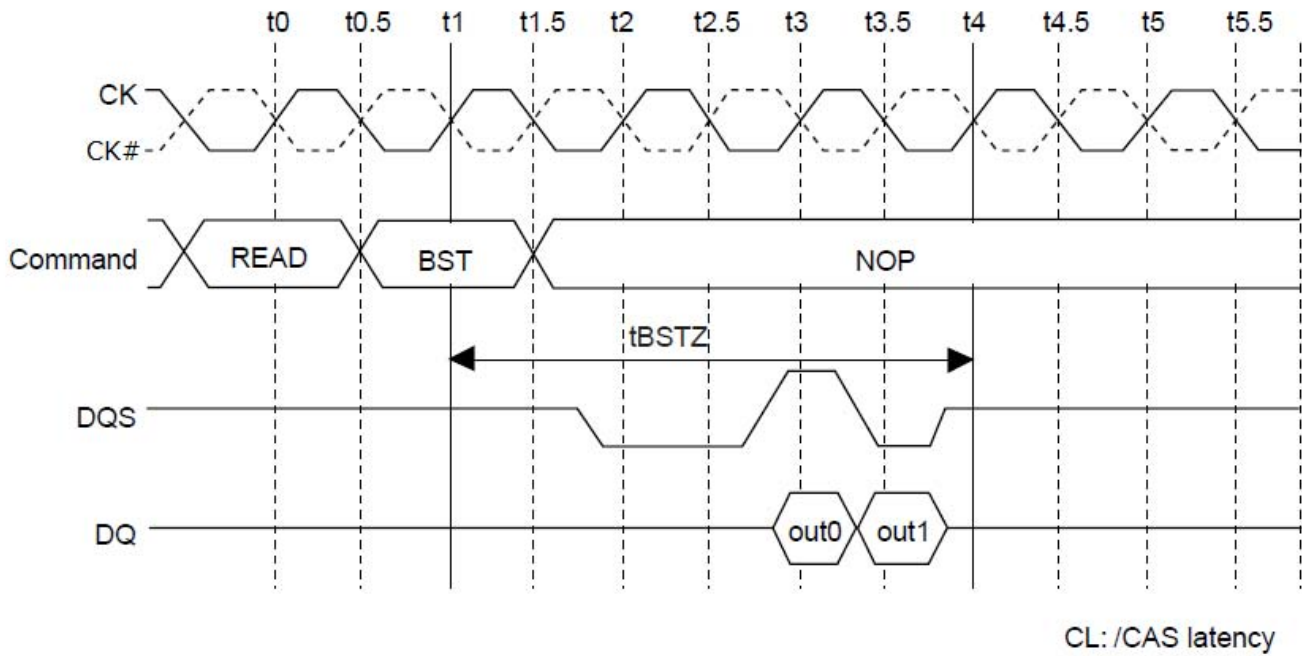 t0 t0.5 t1 t1.5 t2 t2.5 t3 t3.5 t4 t4.5 t5 t5.5
CK
CK#
Command READ BST NOP
tBSTZ
DQS
DQ out0 out1
CL: /CAS latency